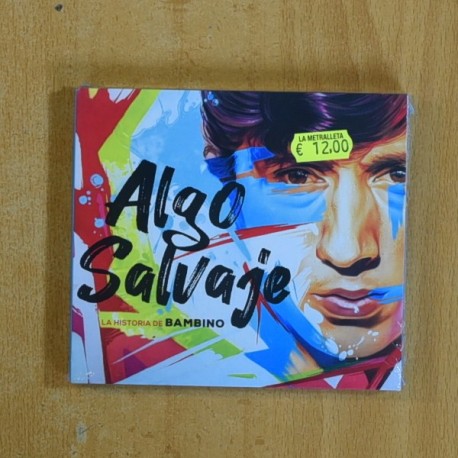 LA METRALLETA
€ 12.00
Algo
Salvaje
LA HISTORIA DE BAMBINO